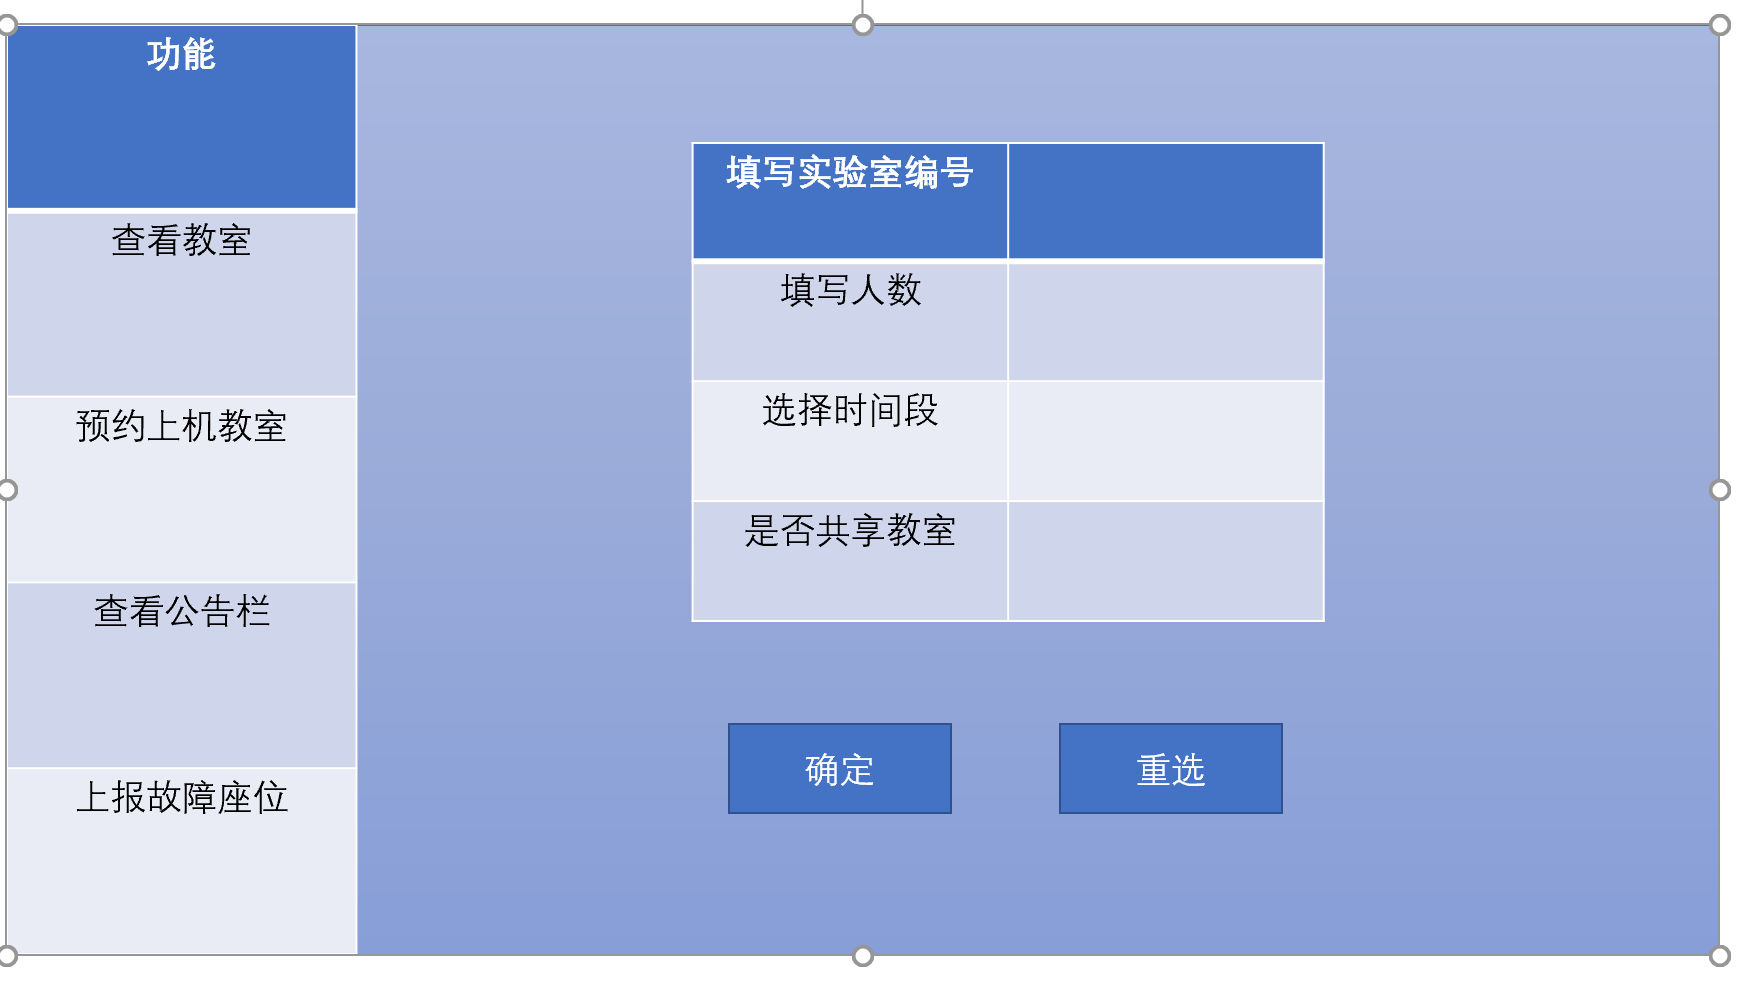 功能
查看教室
预约上机教室
查看公告栏
上报故障座位
填写实验室编号
填写人数
选择时间段
是否共享教室
确定
重选